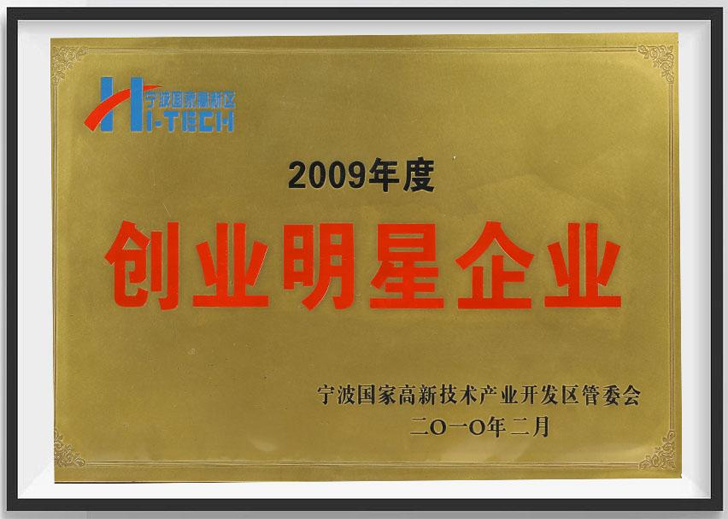 宁波国家高新区
HI-TECH
2009年度
创业明星企业
宁波国家高新技术产业开发区管委会
二〇一〇年二月